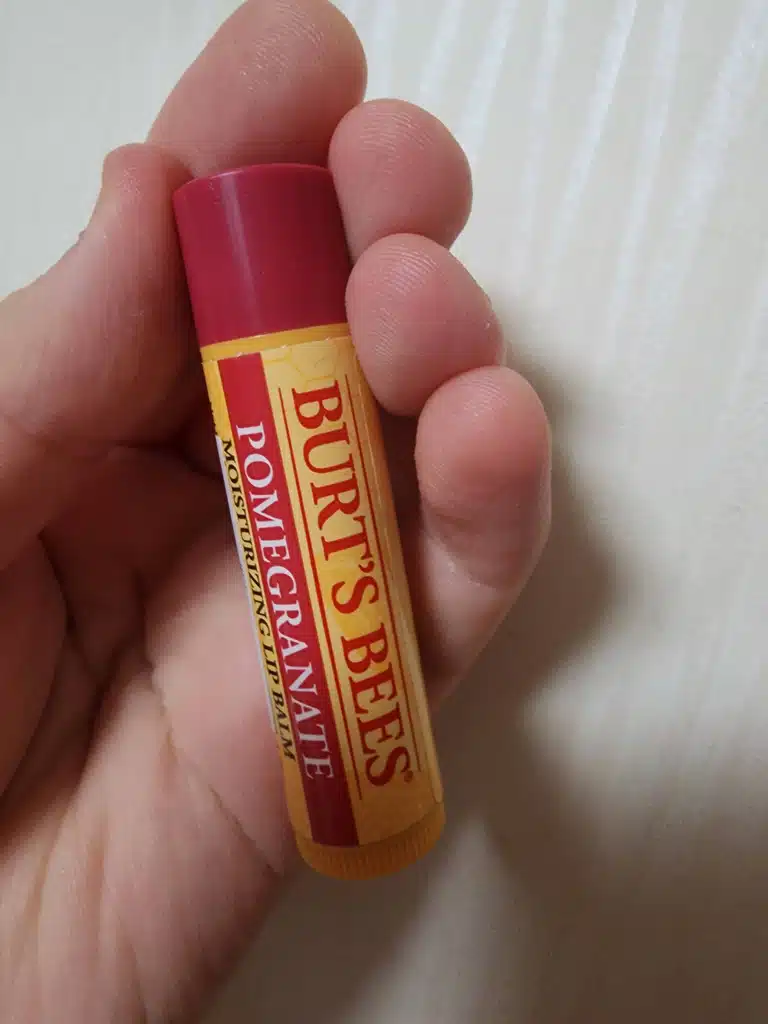 BURT'S BEES®
POMEGRANATE
MOISTURIZING LIP BALM